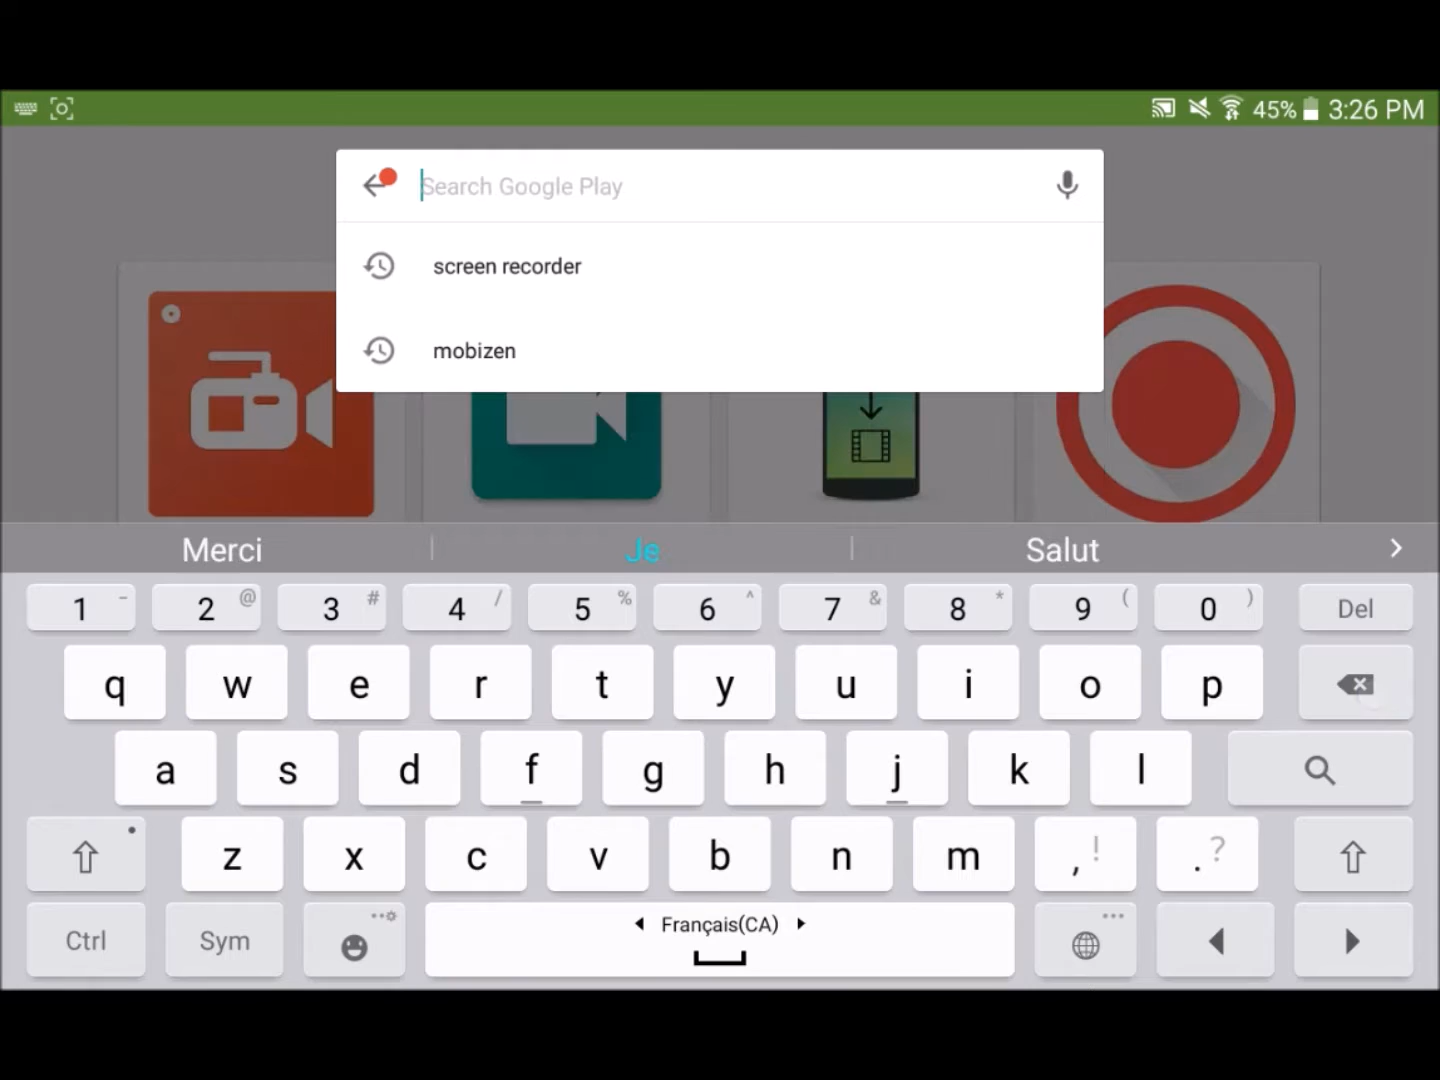 45% 3:26 PM
Search Google Play
screen recorder
mobizen
Merci Je Salut
1 - 2 @ 3 # 4 / 5 % 6 ^ 7 & 8 * 9 ( 0 ) Del
q w e r t y u i o p
a s d f g h j k l
z x c v b n m , ! . ?
Ctrl Sym Français(CA)